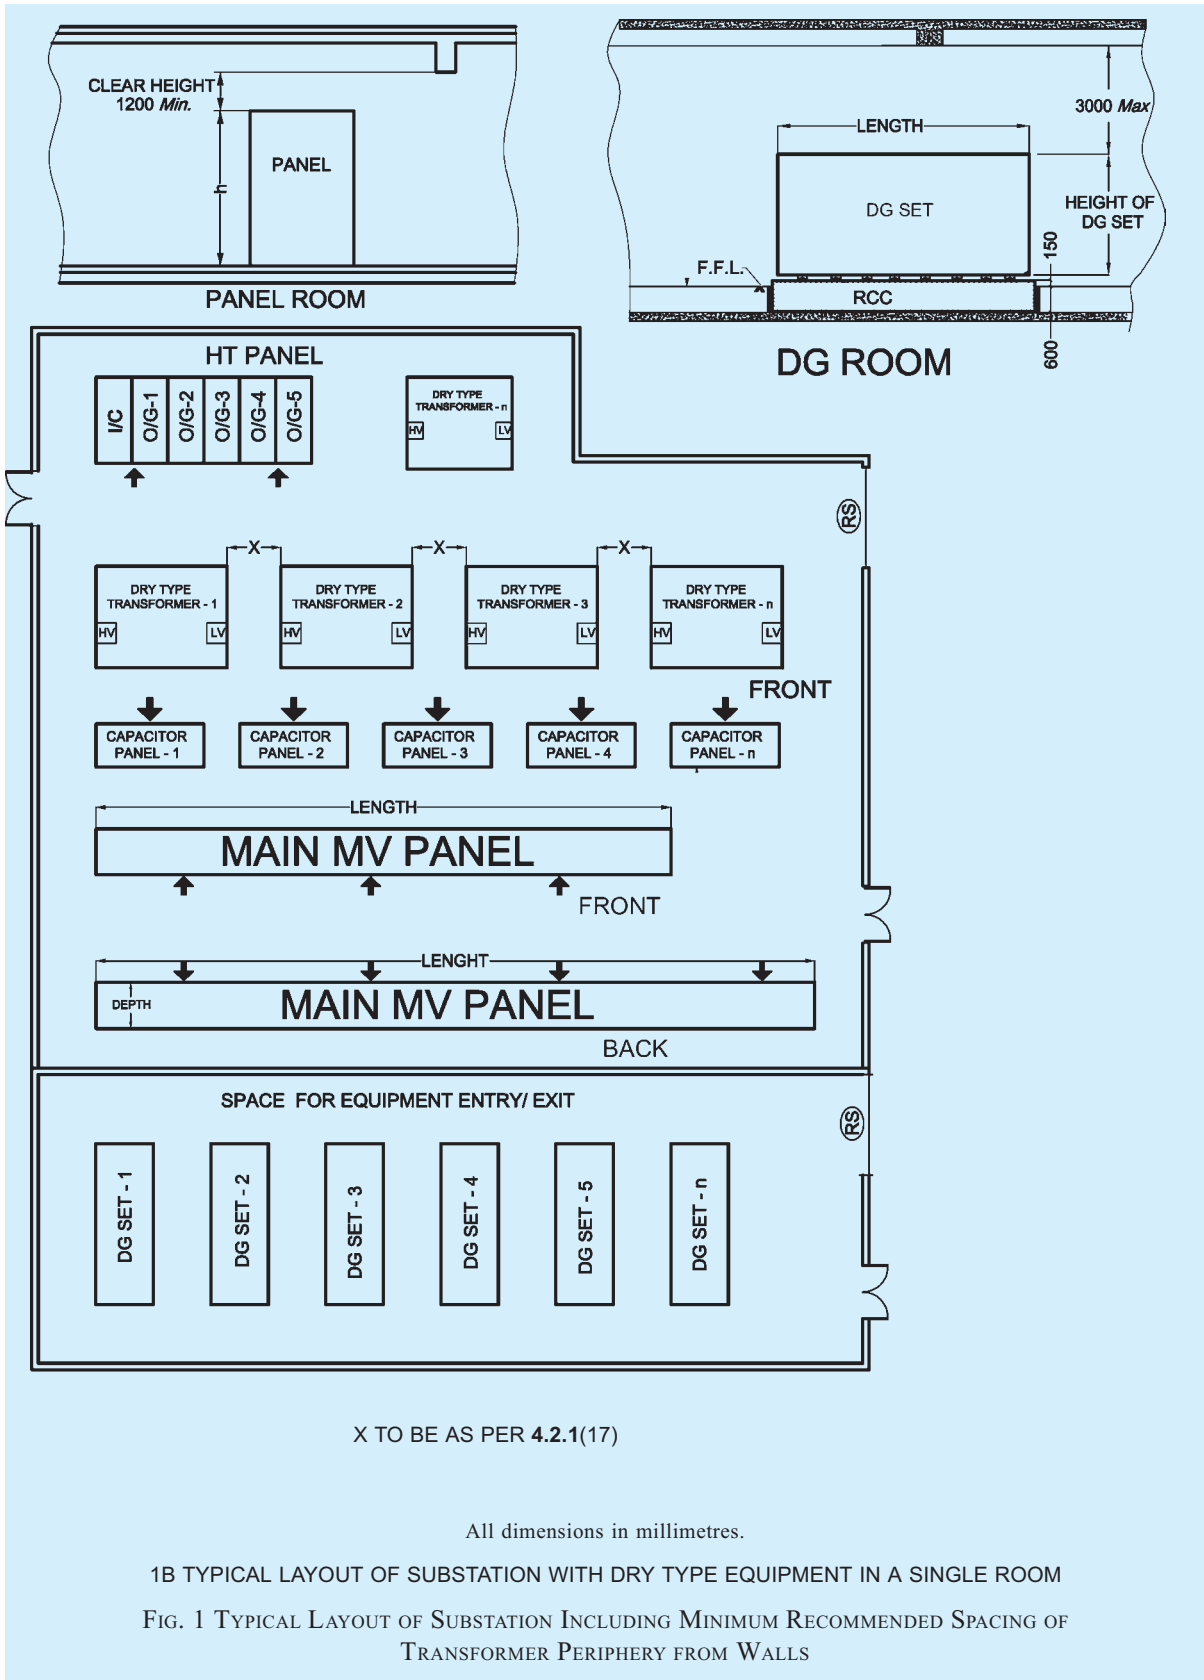 CLEAR HEIGHT
1200 Min.
h
PANEL
PANEL ROOM
3000 Max
LENGTH
DG SET
HEIGHT OF
DG SET
150
F.F.L.
RCC
600
DG ROOM
HT PANEL
I/C
O/G-1
O/G-2
O/G-3
O/G-4
O/G-5
DRY TYPE
TRANSFORMER - n
HV
LV
RS
X
X
X
DRY TYPE
TRANSFORMER - 1
HV
LV
DRY TYPE
TRANSFORMER - 2
HV
LV
DRY TYPE
TRANSFORMER - 3
HV
LV
DRY TYPE
TRANSFORMER - n
HV
LV
FRONT
CAPACITOR
PANEL - 1
CAPACITOR
PANEL - 2
CAPACITOR
PANEL - 3
CAPACITOR
PANEL - 4
CAPACITOR
PANEL - n
LENGTH
MAIN MV PANEL
FRONT
LENGHT
DEPTH
MAIN MV PANEL
BACK
SPACE FOR EQUIPMENT ENTRY/ EXIT
RS
DG SET - 1
DG SET - 2
DG SET - 3
DG SET - 4
DG SET - 5
DG SET - n
X TO BE AS PER 4.2.1(17)
All dimensions in millimetres.
1B TYPICAL LAYOUT OF SUBSTATION WITH DRY TYPE EQUIPMENT IN A SINGLE ROOM
FIG. 1 TYPICAL LAYOUT OF SUBSTATION INCLUDING MINIMUM RECOMMENDED SPACING OF
TRANSFORMER PERIPHERY FROM WALLS